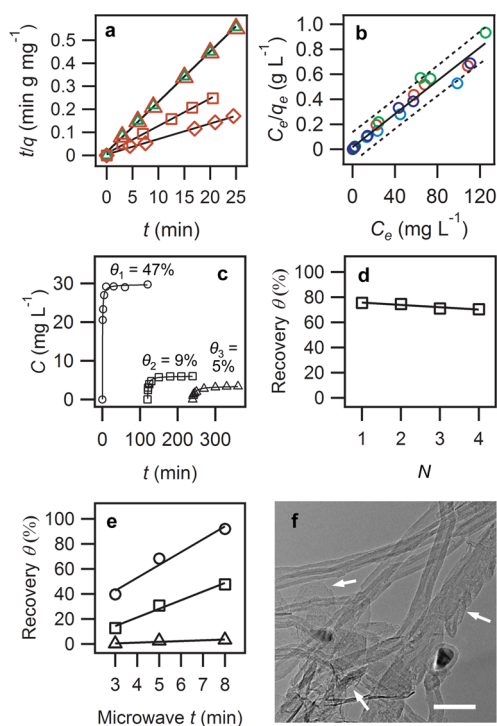 a
t/q (min g mg⁻¹)
0.5
0.4
0.3
0.2
0.1
0
0 5 10 15 20 25
t (min)
b
Cₑ/qₑ (g L⁻¹)
1.0
0.8
0.6
0.4
0.2
0
0 40 80 120
Cₑ (mg L⁻¹)
c
C (mg L⁻¹)
30
20
10
0
θ₁ = 47%
θ₂ = 9%
θ₃ =
5%
0 100 200 300
t (min)
d
Recovery θ (%)
80
60
40
20
0
1 2 3 4
N
e
Recovery θ (%)
100
80
60
40
20
0
3 4 5 6 7 8
Microwave t (min)
f